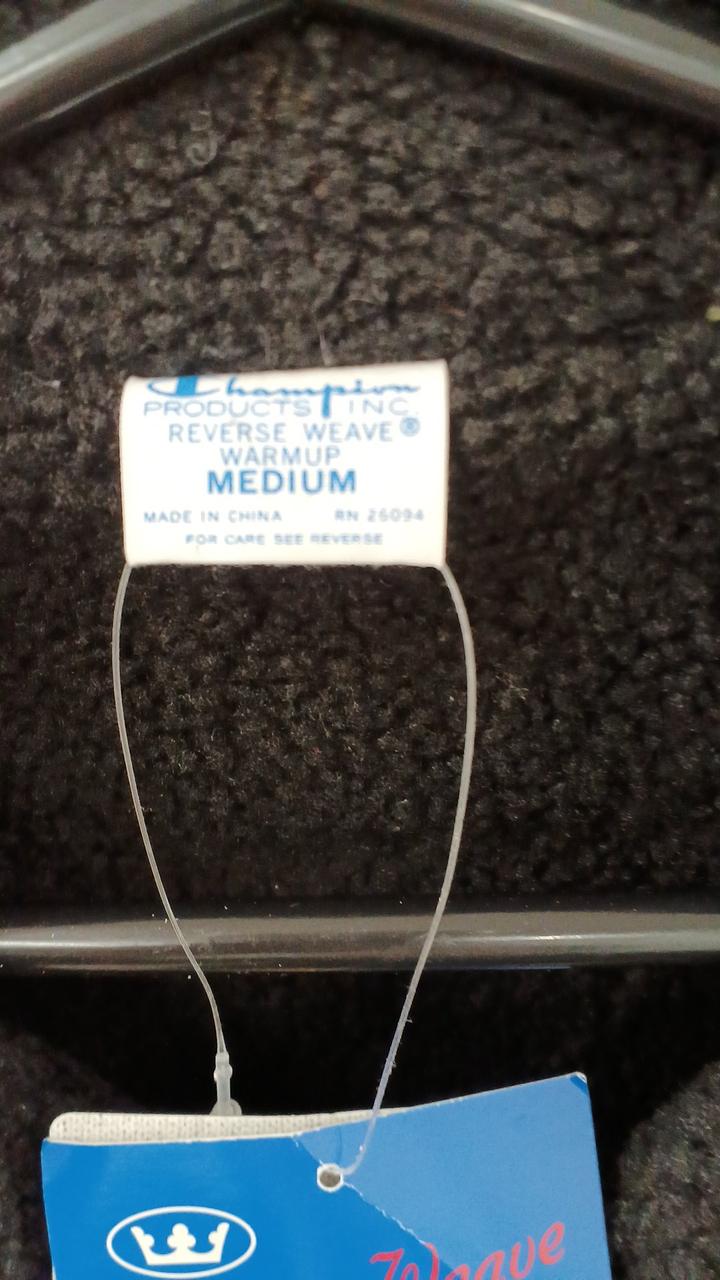 Champion
PRODUCTS INC.
REVERSE WEAVE®
WARMUP
MEDIUM
MADE IN CHINA RN 26094
FOR CARE SEE REVERSE
Weave